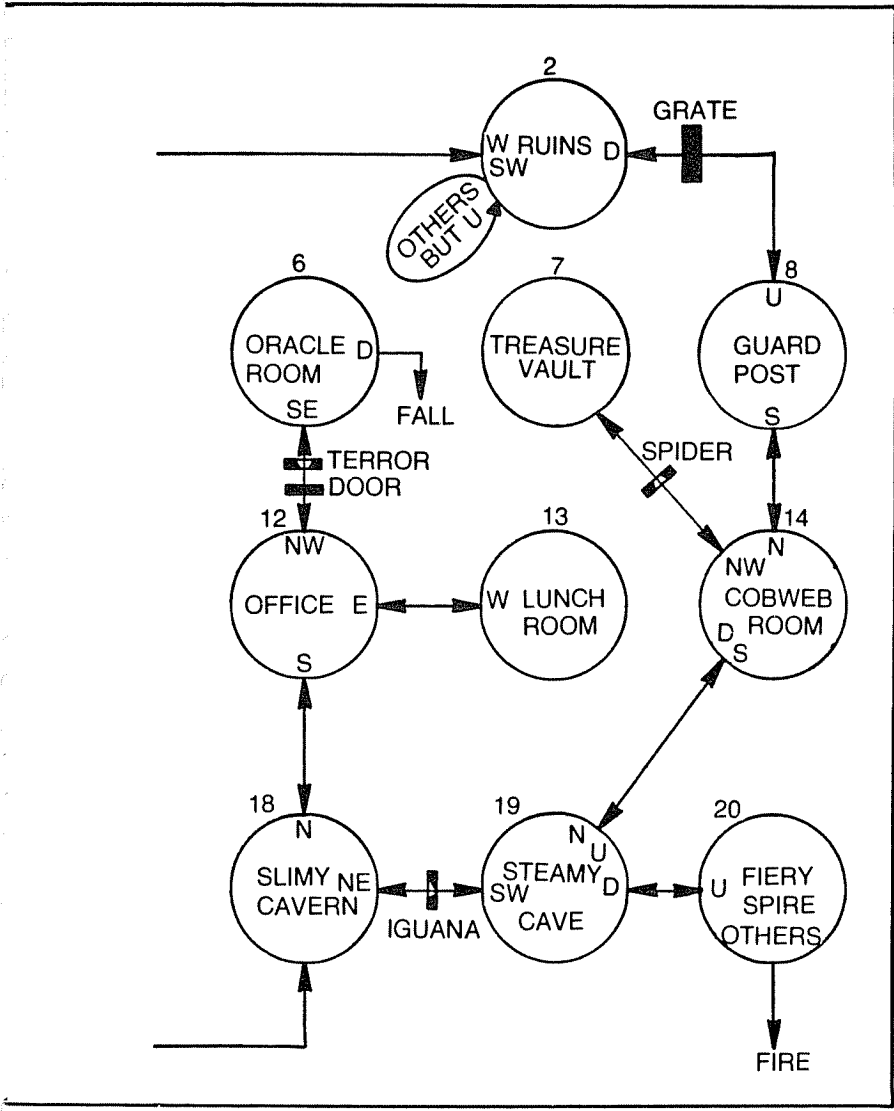 2
GRATE
W RUINS D
SW
OTHERS
BUT U
6
7
8
U
ORACLE D
ROOM
TREASURE
VAULT
GUARD
POST
SE
FALL
S
TERROR
DOOR
SPIDER
12
13
14
NW
N
NW
OFFICE E
W LUNCH
ROOM
COBWEB
ROOM
D
S
S
18
19
20
N
N
U
SLIMY NE
CAVERN
STEAMY
SW D
CAVE
U FIERY
SPIRE
OTHERS
IGUANA
FIRE